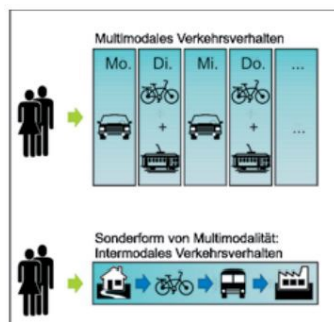 Multimodales Verkehrsverhalten
Mo. Di. Mi. Do. ...
+ + ...
Sonderform von Multimodalität:
Intermodales Verkehrsverhalten